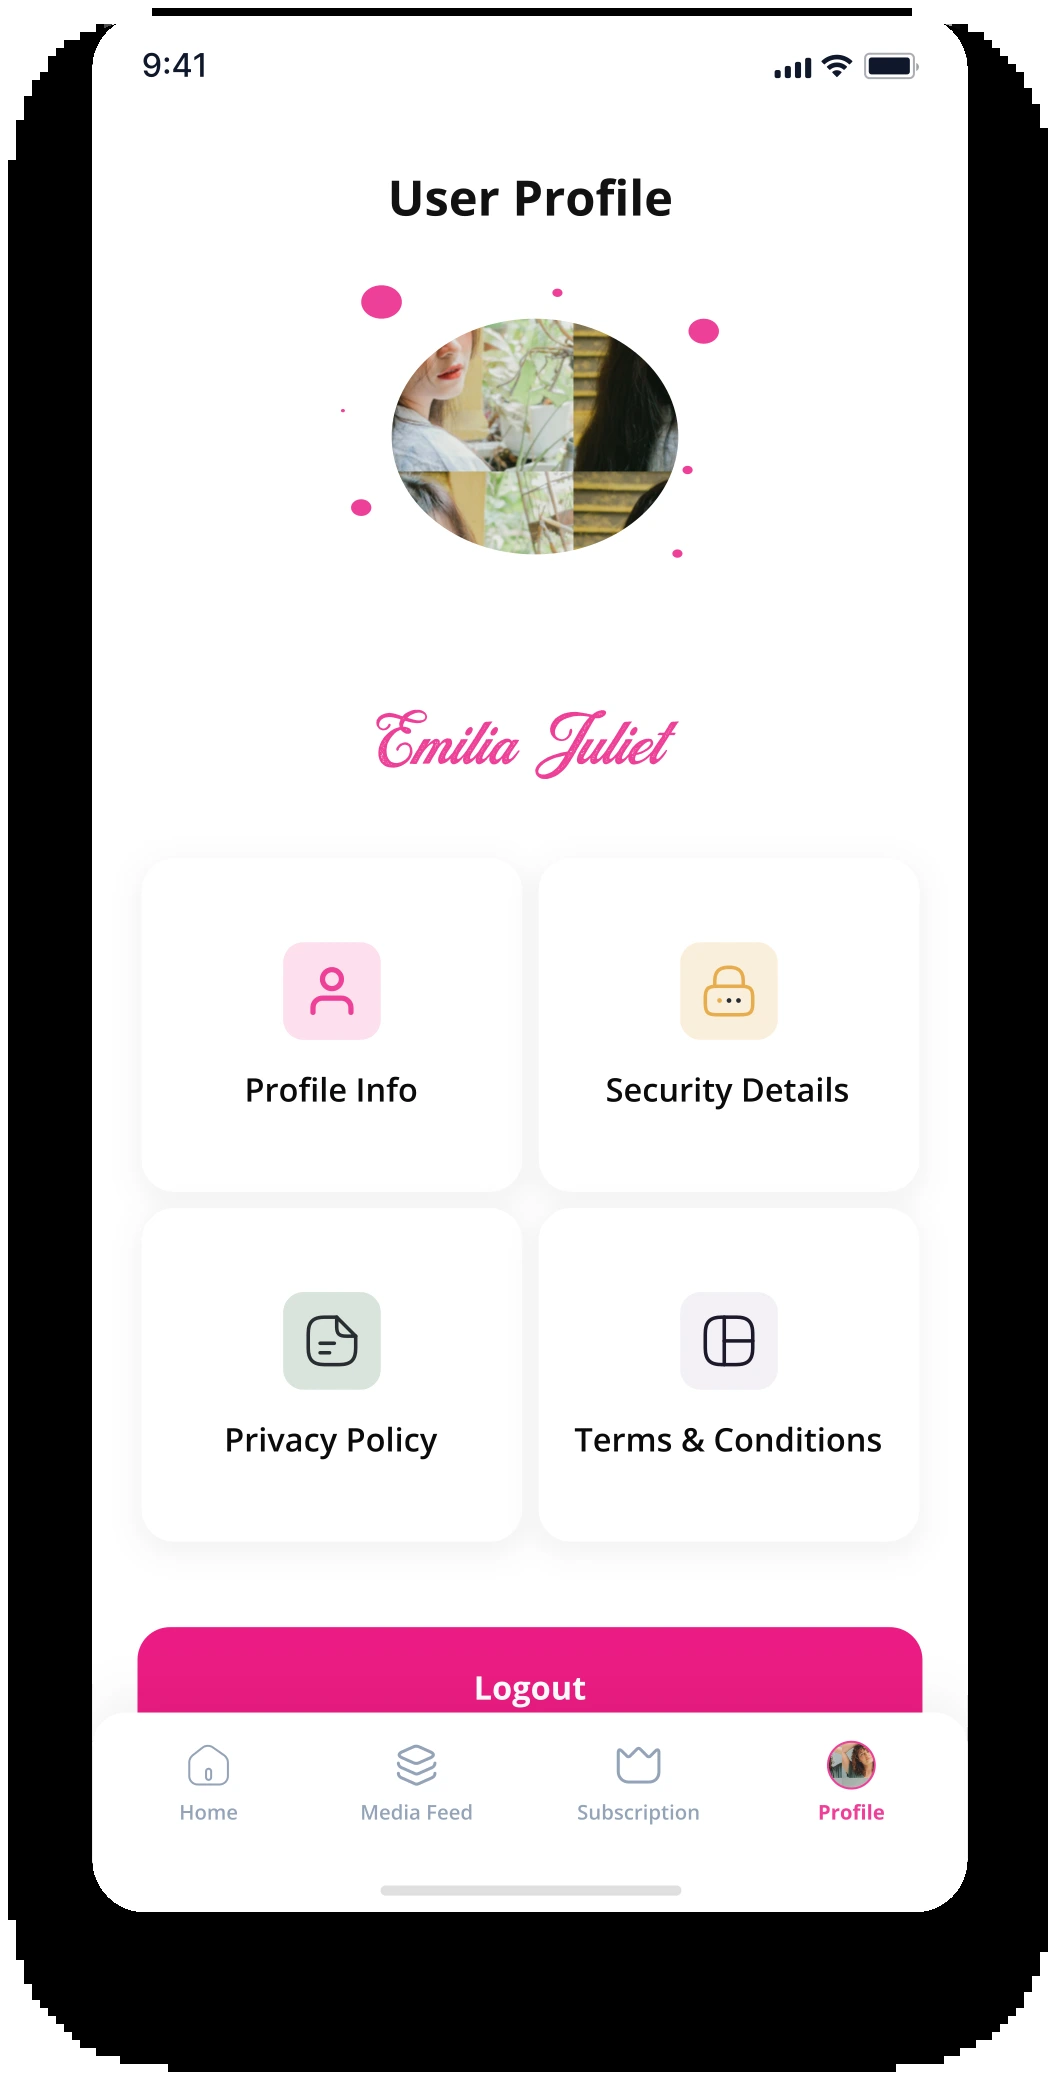 9:41
User Profile
Emilia Juliet
Profile Info
Security Details
Privacy Policy
Terms & Conditions
Logout
Home
Media Feed
Subscription
Profile